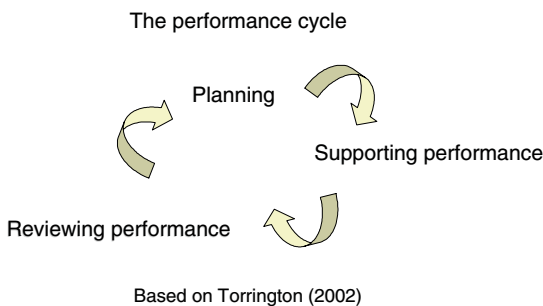 The performance cycle
Planning
Supporting performance
Reviewing performance
Based on Torrington (2002)